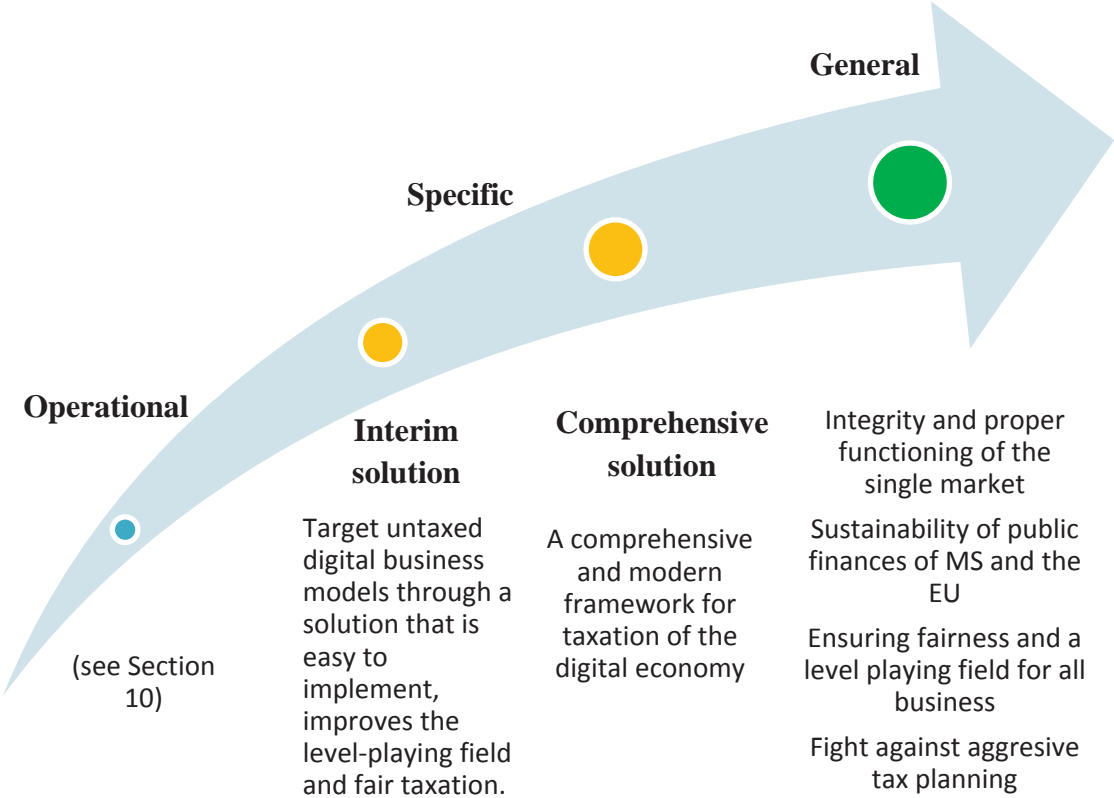 General
Specific
Operational
(see Section
10)
Interim
solution
Target untaxed
digital business
models through a
solution that is
easy to
implement,
improves the
level-playing field
and fair taxation.
Comprehensive
solution
A comprehensive
and modern
framework for
taxation of the
digital economy
Integrity and proper
functioning of the
single market
Sustainability of public
finances of MS and the
EU
Ensuring fairness and a
level playing field for all
business
Fight against aggresive
tax planning